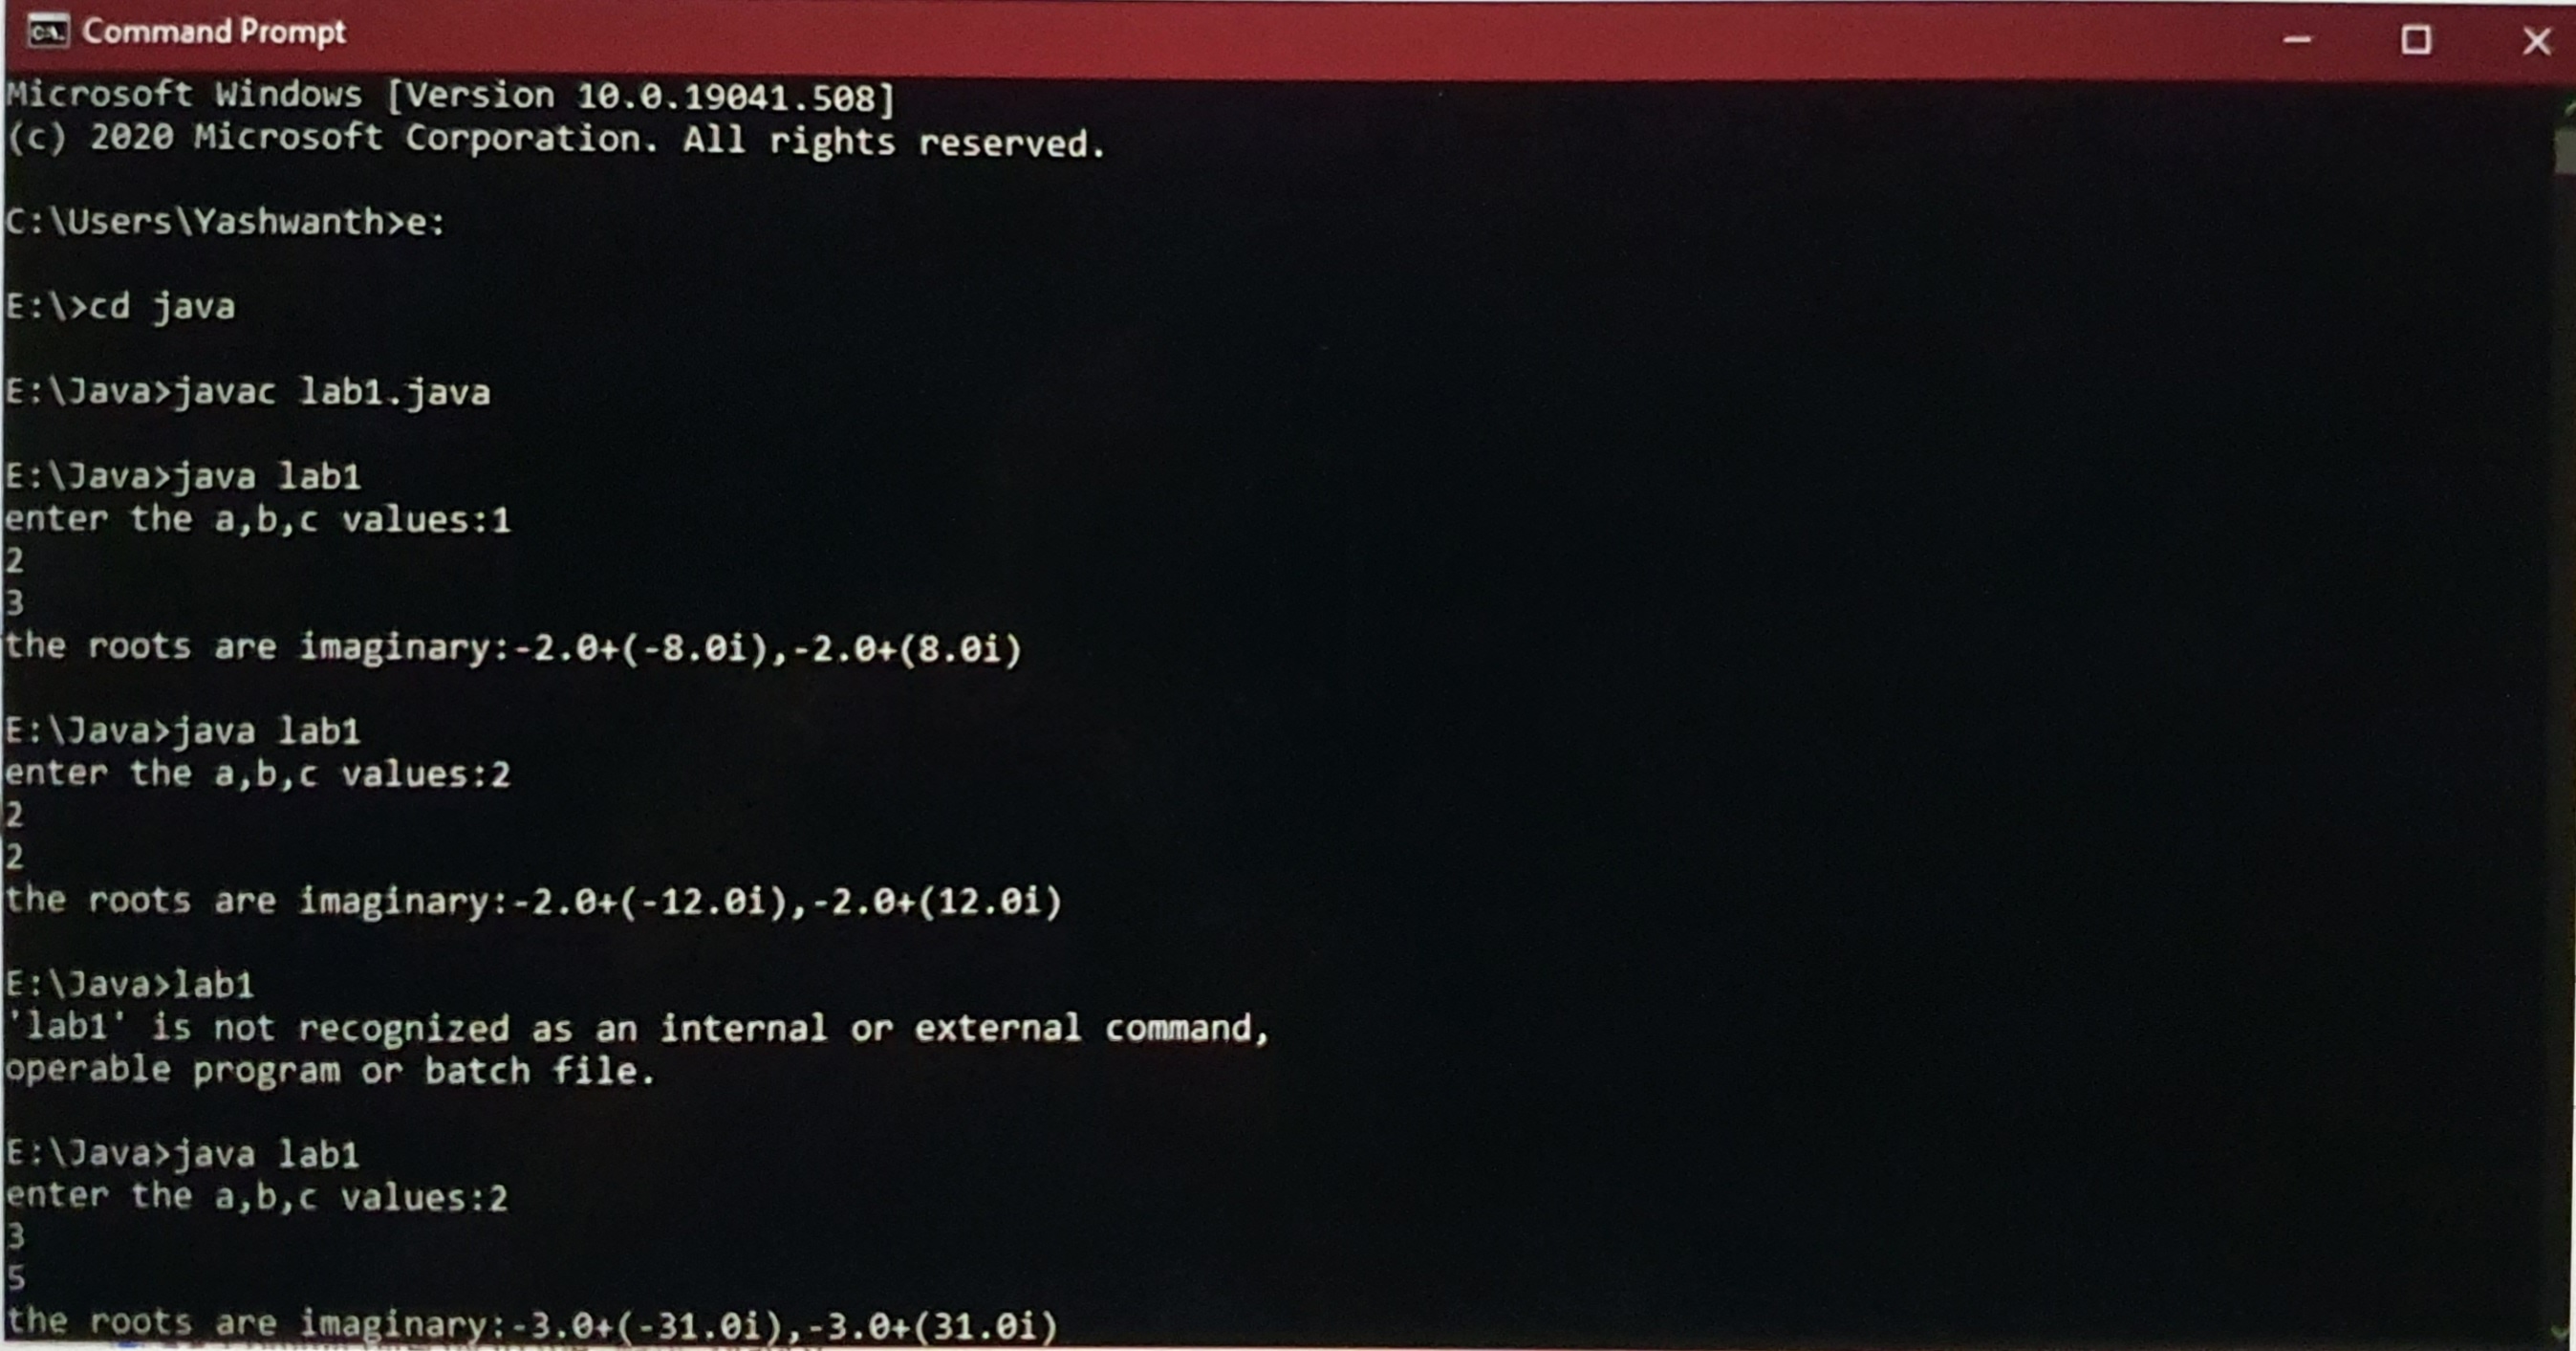 Command Prompt
Microsoft Windows [Version 10.0.19041.508]
(c) 2020 Microsoft Corporation. All rights reserved.
C:\Users\Yashwanth>e:
E:\>cd java
E:\Java>javac lab1.java
E:\Java>java lab1
enter the a,b,c values:1
2
3
the roots are imaginary:-2.0+(-8.0i),-2.0+(8.0i)
E:\Java>java lab1
enter the a,b,c values:2
2
2
the roots are imaginary:-2.0+(-12.0i),-2.0+(12.0i)
E:\Java>lab1
'lab1' is not recognized as an internal or external command,
operable program or batch file.
E:\Java>java lab1
enter the a,b,c values:2
3
5
the roots are imaginary:-3.0+(-31.0i),-3.0+(31.0i)